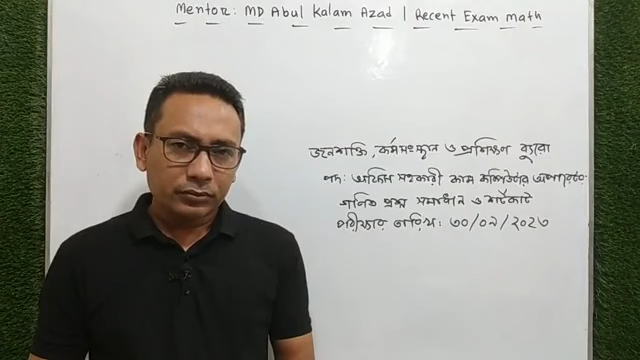 Mentor: MD Abul Kalam Azad | Recent Exam Math
জনশক্তি, কর্মসংস্থান ও প্রশিক্ষণ ব্যুরো
পদ: অফিস সহকারী কাম কম্পিউটার অপারেটর
গণিত প্রশ্ন সমাধান ও শর্টকাট
পরীক্ষার তারিখ: ৩০/০৯/২০২৩